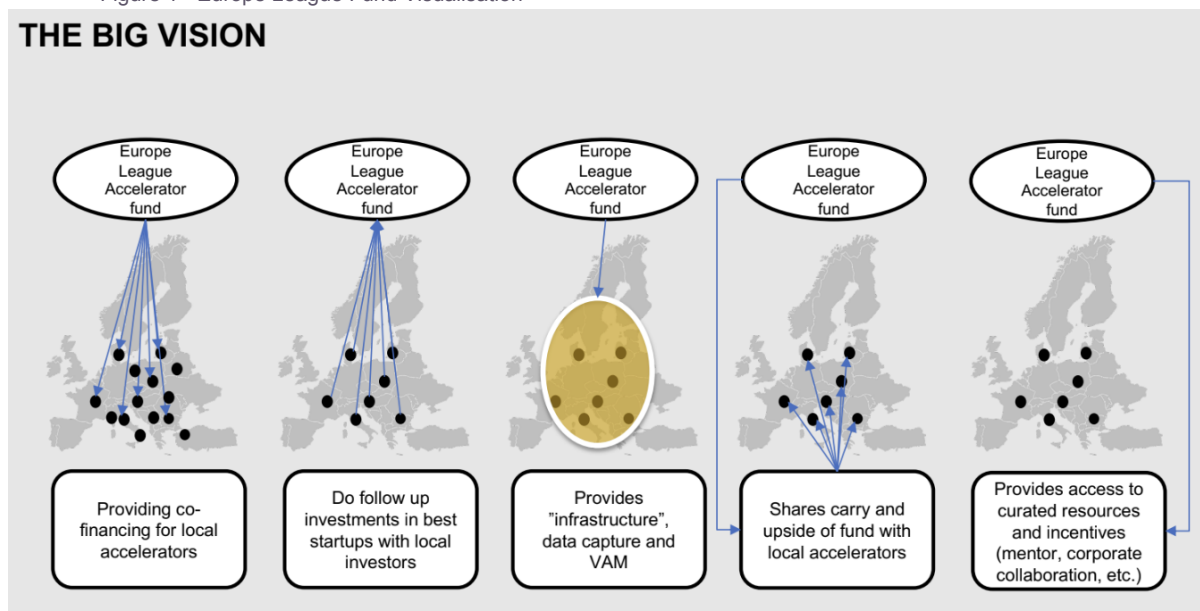 THE BIG VISION
Europe
League
Accelerator
fund
Europe
League
Accelerator
fund
Europe
League
Accelerator
fund
Europe
League
Accelerator
fund
Europe
League
Accelerator
fund
Providing co-
financing for local
accelerators
Do follow up
investments in best
startups with local
investors
Provides
”infrastructure”,
data capture and
VAM
Shares carry and
upside of fund with
local accelerators
Provides access to
curated resources
and incentives
(mentor, corporate
collaboration, etc.)